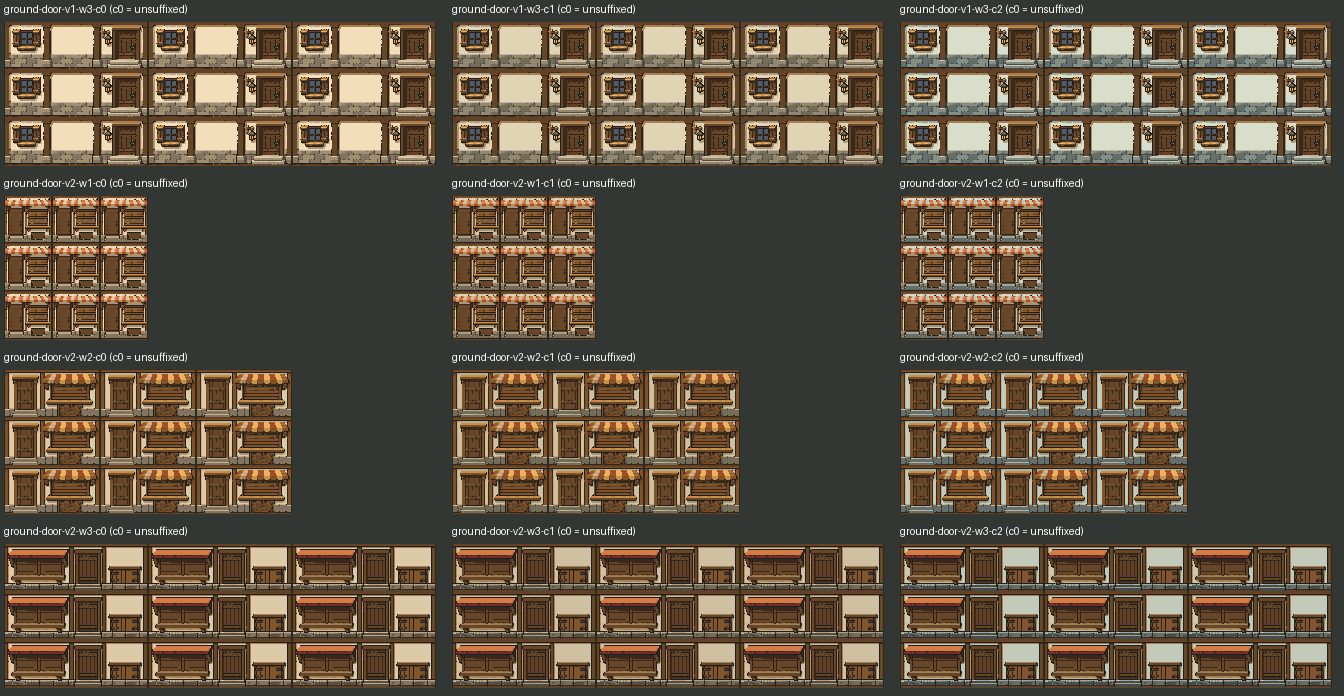 ground-door-v1-w3-c0 (c0 = unsuffixed)
ground-door-v1-w3-c1 (c0 = unsuffixed)
ground-door-v1-w3-c2 (c0 = unsuffixed)
ground-door-v2-w1-c0 (c0 = unsuffixed)
ground-door-v2-w1-c1 (c0 = unsuffixed)
ground-door-v2-w1-c2 (c0 = unsuffixed)
ground-door-v2-w2-c0 (c0 = unsuffixed)
ground-door-v2-w2-c1 (c0 = unsuffixed)
ground-door-v2-w2-c2 (c0 = unsuffixed)
ground-door-v2-w3-c0 (c0 = unsuffixed)
ground-door-v2-w3-c1 (c0 = unsuffixed)
ground-door-v2-w3-c2 (c0 = unsuffixed)